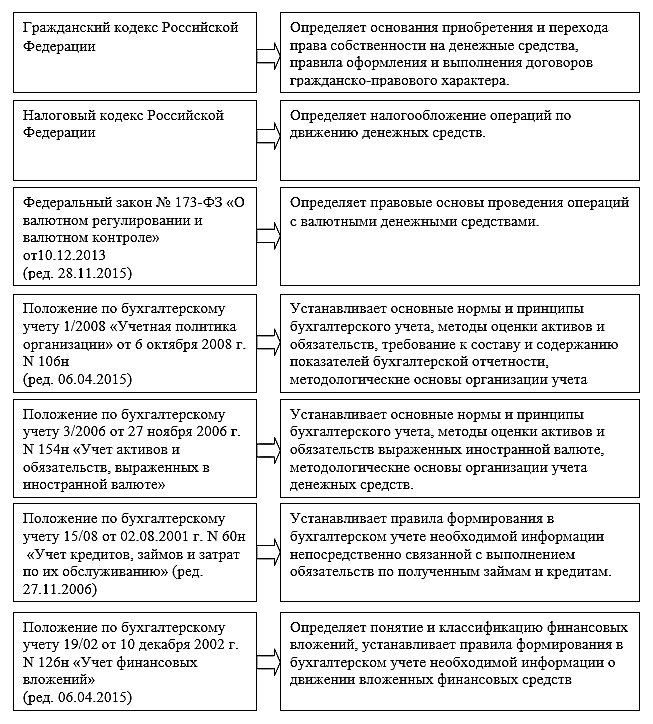 Гражданский кодекс Российской
Федерации
Определяет основания приобретения и перехода
права собственности на денежные средства,
правила оформления и выполнения договоров
гражданско-правового характера.
Налоговый кодекс Российской
Федерации
Определяет налогообложение операций по
движению денежных средств.
Федеральный закон № 173-ФЗ «О
валютном регулировании и
валютном контроле»
от10.12.2013
(ред. 28.11.2015)
Определяет правовые основы проведения операций
с валютными денежными средствами.
Положение по бухгалтерскому
учету 1/2008 «Учетная политика
организации» от 6 октября 2008 г.
N 106н
(ред. 06.04.2015)
Устанавливает основные нормы и принципы
бухгалтерского учета, методы оценки активов и
обязательств, требование к составу и содержанию
показателей бухгалтерской отчетности,
методологические основы организации учета
Положение по бухгалтерскому
учету 3/2006 от 27 ноября 2006 г.
N 154н «Учет активов и
обязательств, выраженных в
иностранной валюте»
Устанавливает основные нормы и принципы
бухгалтерского учета, методы оценки активов и
обязательств выраженных иностранной валюте,
методологические основы организации учета
денежных средств.
Положение по бухгалтерскому
учету 15/08 от 02.08.2001 г. N 60н
«Учет кредитов, займов и затрат
по их обслуживанию» (ред.
27.11.2006)
Устанавливает правила формирования в
бухгалтерском учете необходимой информации
непосредственно связанной с выполнением
обязательств по полученным займам и кредитам.
Положение по бухгалтерскому
учету 19/02 от 10 декабря 2002 г.
N 126н «Учет финансовых
вложений»
(ред. 06.04.2015)
Определяет понятие и классификацию финансовых
вложений, устанавливает правила формирования в
бухгалтерском учете необходимой информации о
движении вложенных финансовых средств